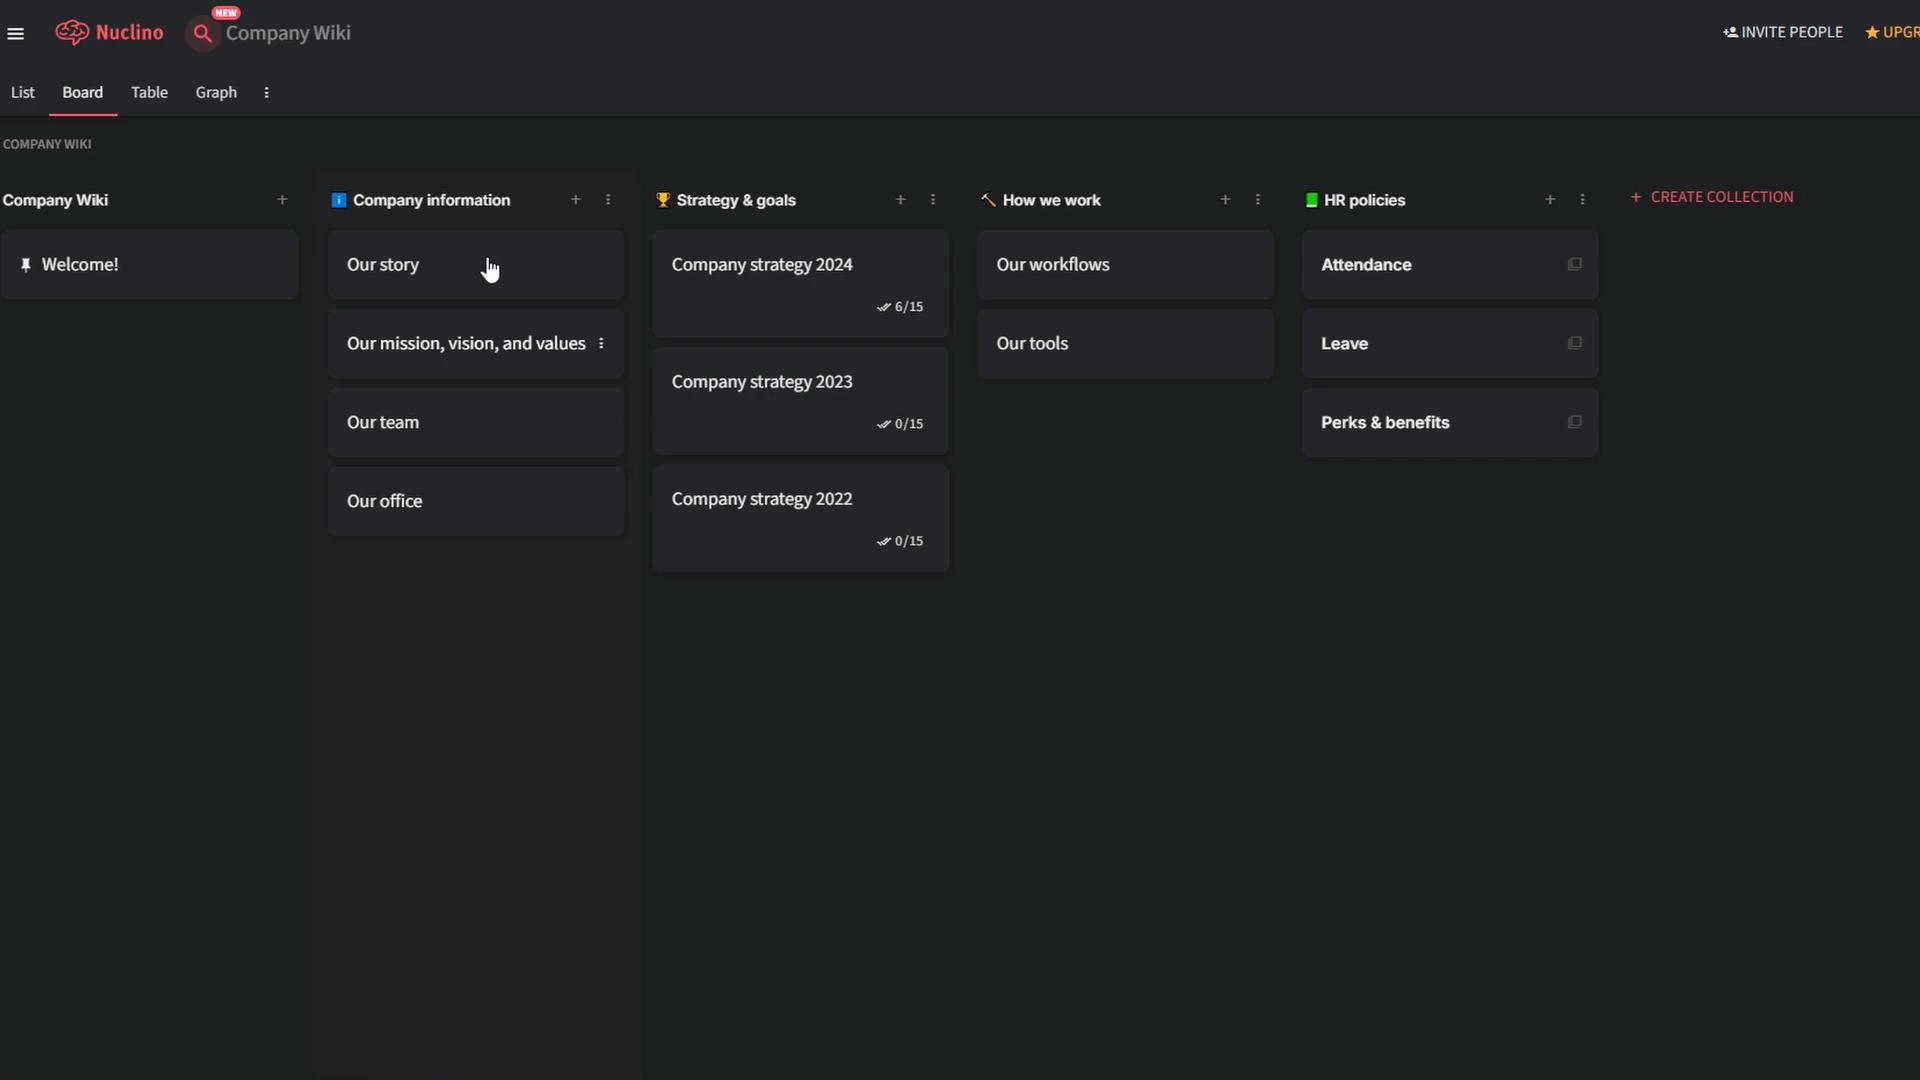 NEW
Nuclino
Company Wiki
INVITE PEOPLE
UPGR
List
Board
Table
Graph
COMPANY WIKI
Company Wiki
Welcome!
Company information
Our story
Our mission, vision, and values
Our team
Our office
Strategy & goals
Company strategy 2024
6/15
Company strategy 2023
0/15
Company strategy 2022
0/15
How we work
Our workflows
Our tools
HR policies
Attendance
Leave
Perks & benefits
+ CREATE COLLECTION